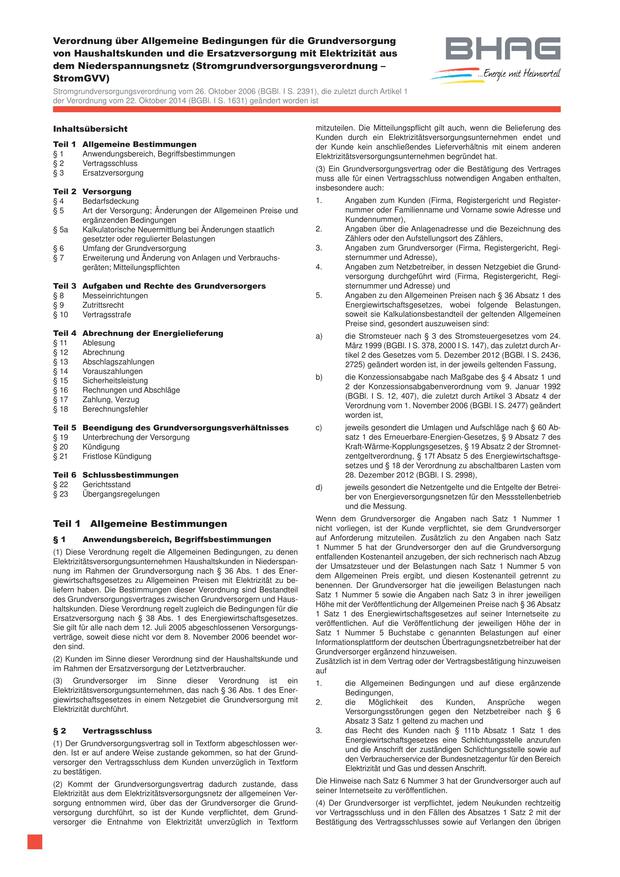 Verordnung über Allgemeine Bedingungen für die Grundversorgung
von Haushaltskunden und die Ersatzversorgung mit Elektrizität aus
dem Niederspannungsnetz (Stromgrundversorgungsverordnung –
StromGVV)
Stromgrundversorgungsverordnung vom 26. Oktober 2006 (BGBl. I S. 2391), die zuletzt durch Artikel 1
der Verordnung vom 22. Oktober 2014 (BGBl. I S. 1631) geändert worden ist
BHAG
...Energie mit Heimvorteil
Inhaltsübersicht
Teil 1 Allgemeine Bestimmungen
§ 1 Anwendungsbereich, Begriffsbestimmungen
§ 2 Vertragsschluss
§ 3 Ersatzversorgung
Teil 2 Versorgung
§ 4 Bedarfsdeckung
§ 5 Art der Versorgung; Änderungen der Allgemeinen Preise und
ergänzenden Bedingungen
§ 5a Kalkulatorische Neuermittlung bei Änderungen staatlich
gesetzter oder regulierter Belastungen
§ 6 Umfang der Grundversorgung
§ 7 Erweiterung und Änderung von Anlagen und Verbrauchs-
geräten; Mitteilungspflichten
Teil 3 Aufgaben und Rechte des Grundversorgers
§ 8 Messeinrichtungen
§ 9 Zutrittsrecht
§ 10 Vertragsstrafe
Teil 4 Abrechnung der Energielieferung
§ 11 Ablesung
§ 12 Abrechnung
§ 13 Abschlagszahlungen
§ 14 Vorauszahlungen
§ 15 Sicherheitsleistung
§ 16 Rechnungen und Abschläge
§ 17 Zahlung, Verzug
§ 18 Berechnungsfehler
Teil 5 Beendigung des Grundversorgungsverhältnisses
§ 19 Unterbrechung der Versorgung
§ 20 Kündigung
§ 21 Fristlose Kündigung
Teil 6 Schlussbestimmungen
§ 22 Gerichtsstand
§ 23 Übergangsregelungen
Teil 1 Allgemeine Bestimmungen
§ 1 Anwendungsbereich, Begriffsbestimmungen
(1) Diese Verordnung regelt die Allgemeinen Bedingungen, zu denen
Elektrizitätsversorgungsunternehmen Haushaltskunden in Niederspan-
nung im Rahmen der Grundversorgung nach § 36 Abs. 1 des Ener-
giewirtschaftsgesetzes zu Allgemeinen Preisen mit Elektrizität zu be-
liefern haben. Die Bestimmungen dieser Verordnung sind Bestandteil
des Grundversorgungsvertrages zwischen Grundversorgern und Haus-
haltskunden. Diese Verordnung regelt zugleich die Bedingungen für die
Ersatzversorgung nach § 38 Abs. 1 des Energiewirtschaftsgesetzes.
Sie gilt für alle nach dem 12. Juli 2005 abgeschlossenen Versorgungs-
verträge, soweit diese nicht vor dem 8. November 2006 beendet wor-
den sind.
(2) Kunden im Sinne dieser Verordnung sind der Haushaltskunde und
im Rahmen der Ersatzversorgung der Letztverbraucher.
(3) Grundversorger im Sinne dieser Verordnung ist ein
Elektrizitätsversorgungsunternehmen, das nach § 36 Abs. 1 des Ener-
giewirtschaftsgesetzes in einem Netzgebiet die Grundversorgung mit
Elektrizität durchführt.
§ 2 Vertragsschluss
(1) Der Grundversorgungsvertrag soll in Textform abgeschlossen wer-
den. Ist er auf andere Weise zustande gekommen, so hat der Grund-
versorger den Vertragsschluss dem Kunden unverzüglich in Textform
zu bestätigen.
(2) Kommt der Grundversorgungsvertrag dadurch zustande, dass
Elektrizität aus dem Elektrizitätsversorgungsnetz der allgemeinen Ver-
sorgung entnommen wird, über das der Grundversorger die Grund-
versorgung durchführt, so ist der Kunde verpflichtet, dem Grund-
versorger die Entnahme von Elektrizität unverzüglich in Textform
mitzuteilen. Die Mitteilungspflicht gilt auch, wenn die Belieferung des
Kunden durch ein Elektrizitätsversorgungsunternehmen endet und
der Kunde kein anschließendes Lieferverhältnis mit einem anderen
Elektrizitätsversorgungsunternehmen begründet hat.
(3) Ein Grundversorgungsvertrag oder die Bestätigung des Vertrages
muss alle für einen Vertragsschluss notwendigen Angaben enthalten,
insbesondere auch:
1. Angaben zum Kunden (Firma, Registergericht und Register-
nummer oder Familienname und Vorname sowie Adresse und
Kundennummer),
2. Angaben über die Anlagenadresse und die Bezeichnung des
Zählers oder den Aufstellungsort des Zählers,
3. Angaben zum Grundversorger (Firma, Registergericht, Regi-
sternummer und Adresse),
4. Angaben zum Netzbetreiber, in dessen Netzgebiet die Grund-
versorgung durchgeführt wird (Firma, Registergericht, Regi-
sternummer und Adresse) und
5. Angaben zu den Allgemeinen Preisen nach § 36 Absatz 1 des
Energiewirtschaftsgesetzes, wobei folgende Belastungen,
soweit sie Kalkulationsbestandteil der geltenden Allgemeinen
Preise sind, gesondert auszuweisen sind:
a) die Stromsteuer nach § 3 des Stromsteuergesetzes vom 24.
März 1999 (BGBl. I S. 378, 2000 I S. 147), das zuletzt durch Ar-
tikel 2 des Gesetzes vom 5. Dezember 2012 (BGBl. I S. 2436,
2725) geändert worden ist, in der jeweils geltenden Fassung,
b) die Konzessionsabgabe nach Maßgabe des § 4 Absatz 1 und
2 der Konzessionsabgabenverordnung vom 9. Januar 1992
(BGBl. I S. 12, 407), die zuletzt durch Artikel 3 Absatz 4 der
Verordnung vom 1. November 2006 (BGBl. I S. 2477) geändert
worden ist,
c) jeweils gesondert die Umlagen und Aufschläge nach § 60 Ab-
satz 1 des Erneuerbare-Energien-Gesetzes, § 9 Absatz 7 des
Kraft-Wärme-Kopplungsgesetzes, § 19 Absatz 2 der Stromnet-
zentgeltverordnung, § 17f Absatz 5 des Energiewirtschaftsge-
setzes und § 18 der Verordnung zu abschaltbaren Lasten vom
28. Dezember 2012 (BGBl. I S. 2998),
d) jeweils gesondert die Netzentgelte und die Entgelte der Betrei-
ber von Energieversorgungsnetzen für den Messstellenbetrieb
und die Messung.
Wenn dem Grundversorger die Angaben nach Satz 1 Nummer 1
nicht vorliegen, ist der Kunde verpflichtet, sie dem Grundversorger
auf Anforderung mitzuteilen. Zusätzlich zu den Angaben nach Satz
1 Nummer 5 hat der Grundversorger den auf die Grundversorgung
entfallenden Kostenanteil anzugeben, der sich rechnerisch nach Abzug
der Umsatzsteuer und der Belastungen nach Satz 1 Nummer 5 von
dem Allgemeinen Preis ergibt, und diesen Kostenanteil getrennt zu
benennen. Der Grundversorger hat die jeweiligen Belastungen nach
Satz 1 Nummer 5 sowie die Angaben nach Satz 3 in ihrer jeweiligen
Höhe mit der Veröffentlichung der Allgemeinen Preise nach § 36 Absatz
1 Satz 1 des Energiewirtschaftsgesetzes auf seiner Internetseite zu
veröffentlichen. Auf die Veröffentlichung der jeweiligen Höhe der in
Satz 1 Nummer 5 Buchstabe c genannten Belastungen auf einer
Informationsplattform der deutschen Übertragungsnetzbetreiber hat der
Grundversorger ergänzend hinzuweisen.
Zusätzlich ist in dem Vertrag oder der Vertragsbestätigung hinzuweisen
auf
1. die Allgemeinen Bedingungen und auf diese ergänzende
Bedingungen,
2. die Möglichkeit des Kunden, Ansprüche wegen
Versorgungsstörungen gegen den Netzbetreiber nach § 6
Absatz 3 Satz 1 geltend zu machen und
3. das Recht des Kunden nach § 111b Absatz 1 Satz 1 des
Energiewirtschaftsgesetzes eine Schlichtungsstelle anzurufen
und die Anschrift der zuständigen Schlichtungsstelle sowie auf
den Verbraucherservice der Bundesnetzagentur für den Bereich
Elektrizität und Gas und dessen Anschrift.
Die Hinweise nach Satz 6 Nummer 3 hat der Grundversorger auch auf
seiner Internetseite zu veröffentlichen.
(4) Der Grundversorger ist verpflichtet, jedem Neukunden rechtzeitig
vor Vertragsschluss und in den Fällen des Absatzes 1 Satz 2 mit der
Bestätigung des Vertragsschlusses sowie auf Verlangen den übrigen